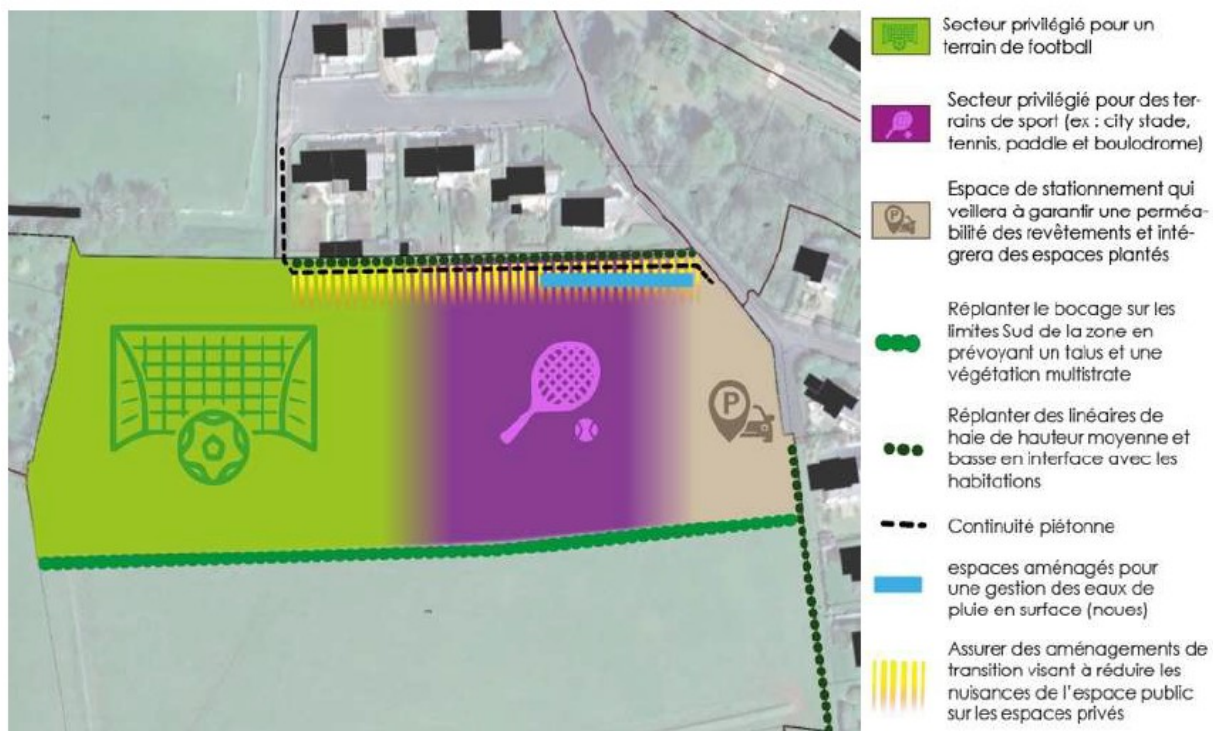 Secteur privilégié pour un
terrain de football
Secteur privilégié pour des ter-
rains de sport (ex : city stade,
tennis, paddle et boulodrome)
Espace de stationnement qui
veillera à garantir une perméa-
bilité des revêtements et inté-
grera des espaces plantés
Réplanter le bocage sur les
limites Sud de la zone en
prévoyant un talus et une
végétation multistrate
Réplanter des linéaires de
haie de hauteur moyenne et
basse en interface avec les
habitations
Continuité piétonne
espaces aménagés pour
une gestion des eaux de
pluie en surface (noues)
Assurer des aménagements de
transition visant à réduire les
nuisances de l'espace public
sur les espaces privés
P
P